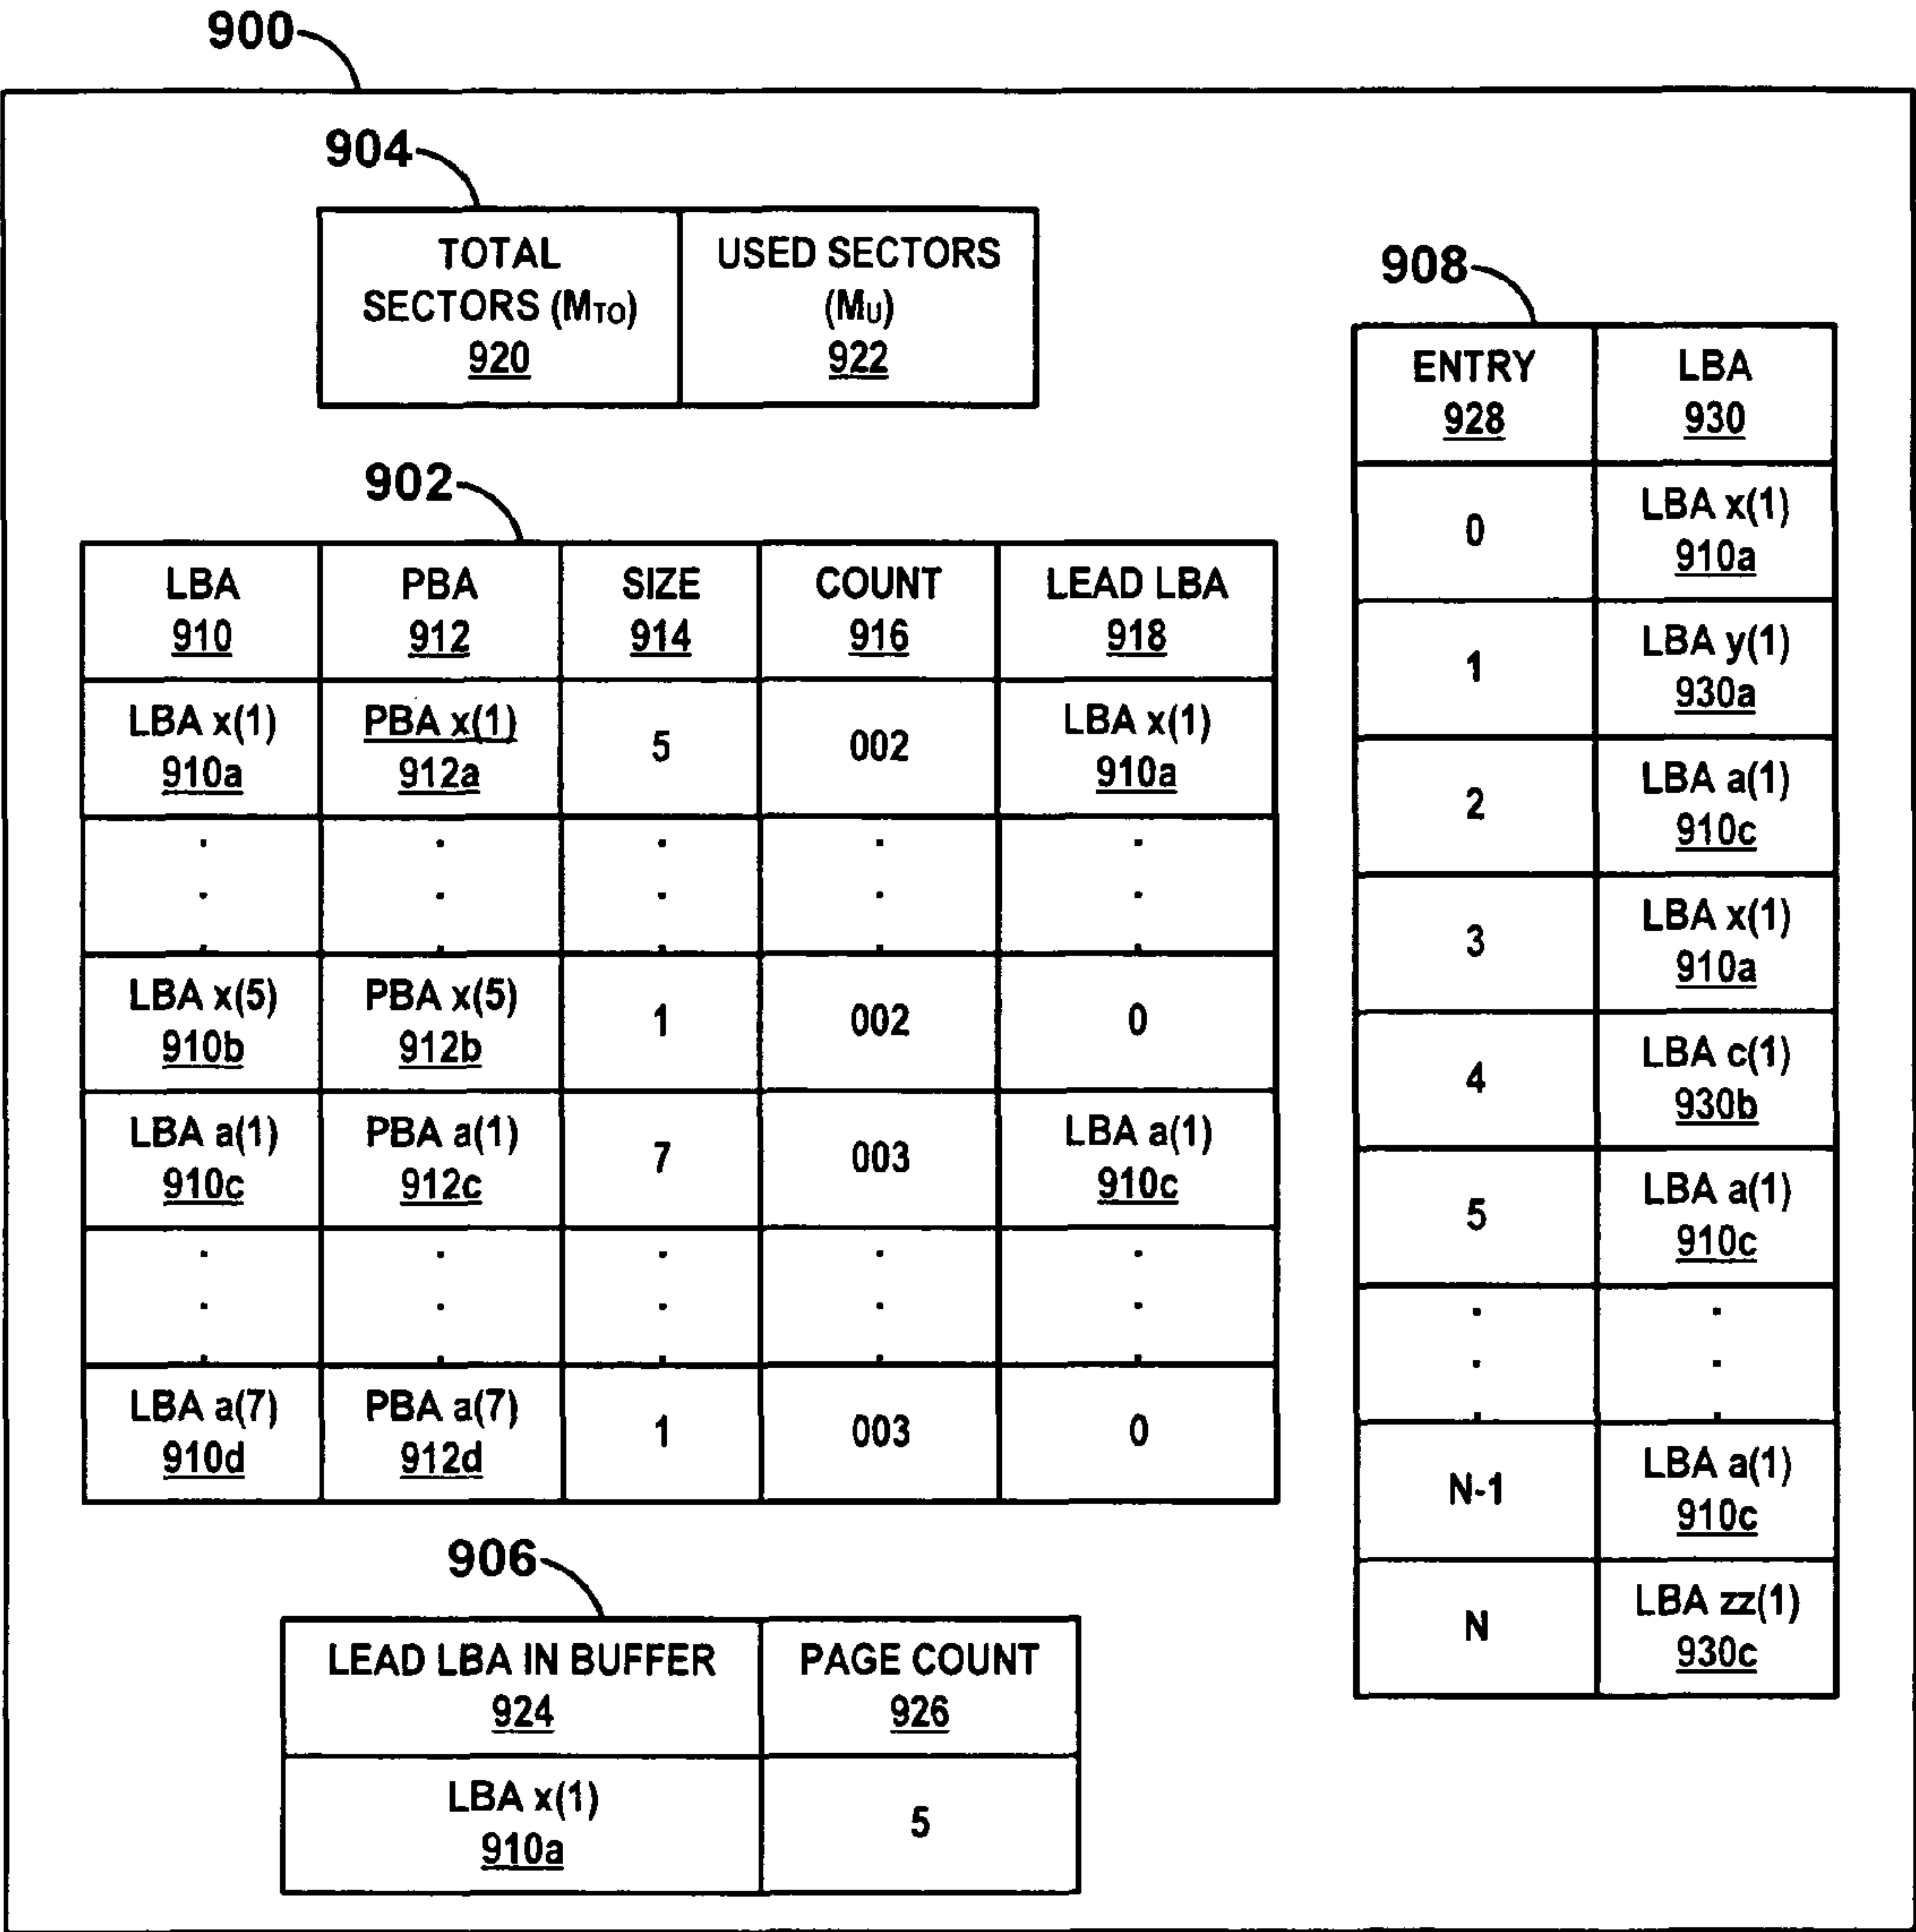 900
904
TOTAL SECTORS (MTO) 920
USED SECTORS (MU) 922
902
LBA 910
PBA 912
SIZE 914
COUNT 916
LEAD LBA 918
LBA x(1) 910a
PBA x(1) 912a
5
002
LBA x(1) 910a
LBA x(5) 910b
PBA x(5) 912b
1
002
0
LBA a(1) 910c
PBA a(1) 912c
7
003
LBA a(1) 910c
LBA a(7) 910d
PBA a(7) 912d
1
003
0
906
LEAD LBA IN BUFFER 924
PAGE COUNT 926
LBA x(1) 910a
5
908
ENTRY 928
LBA 930
0
LBA x(1) 910a
1
LBA y(1) 930a
2
LBA a(1) 910c
3
LBA x(1) 910a
4
LBA c(1) 930b
5
LBA a(1) 910c
N-1
LBA a(1) 910c
N
LBA zz(1) 930c